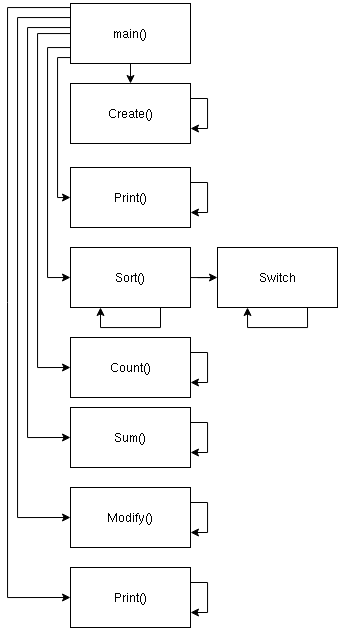 main()
Create()
Print()
Sort()
Switch
Count()
Sum()
Modify()
Print()